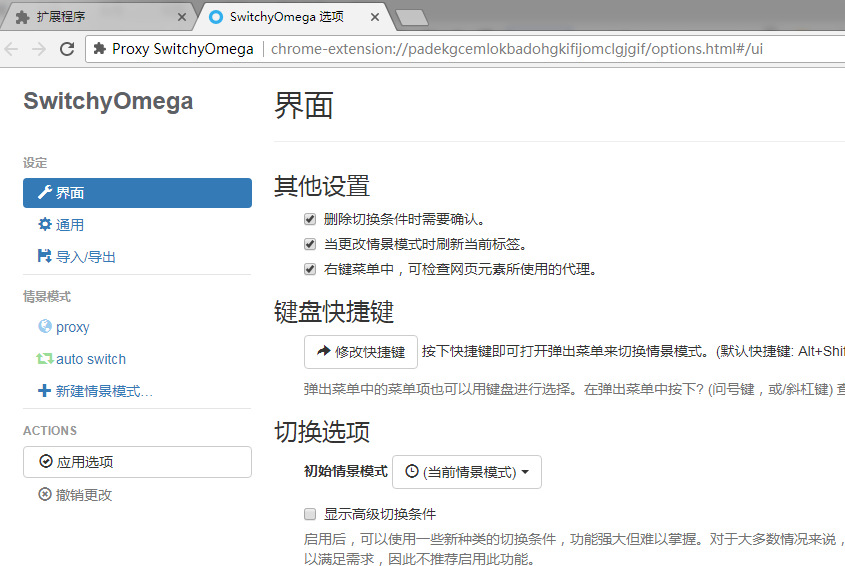 扩展程序
SwitchyOmega 选项
Proxy SwitchyOmega
chrome-extension://padekgcemlokbadohgkifijomclgjgif/options.html#/ui
SwitchyOmega
界面
设定
界面
通用
导入/导出
情景模式
proxy
auto switch
新建情景模式…
ACTIONS
应用选项
撤销更改
其他设置
删除切换条件时需要确认。
当更改情景模式时刷新当前标签。
右键菜单中，可检查网页元素所使用的代理。
键盘快捷键
修改快捷键 按下快捷键即可打开弹出菜单来切换情景模式。(默认快捷键: Alt+Shif
弹出菜单中的菜单项也可以用键盘进行选择。在弹出菜单中按下? (问号键，或/斜杠键) 查
切换选项
初始情景模式 (当前情景模式)
显示高级切换条件
启用后，可以使用一些新种类的切换条件，功能强大但难以掌握。对于大多数情况来说，
以满足需求，因此不推荐启用此功能。